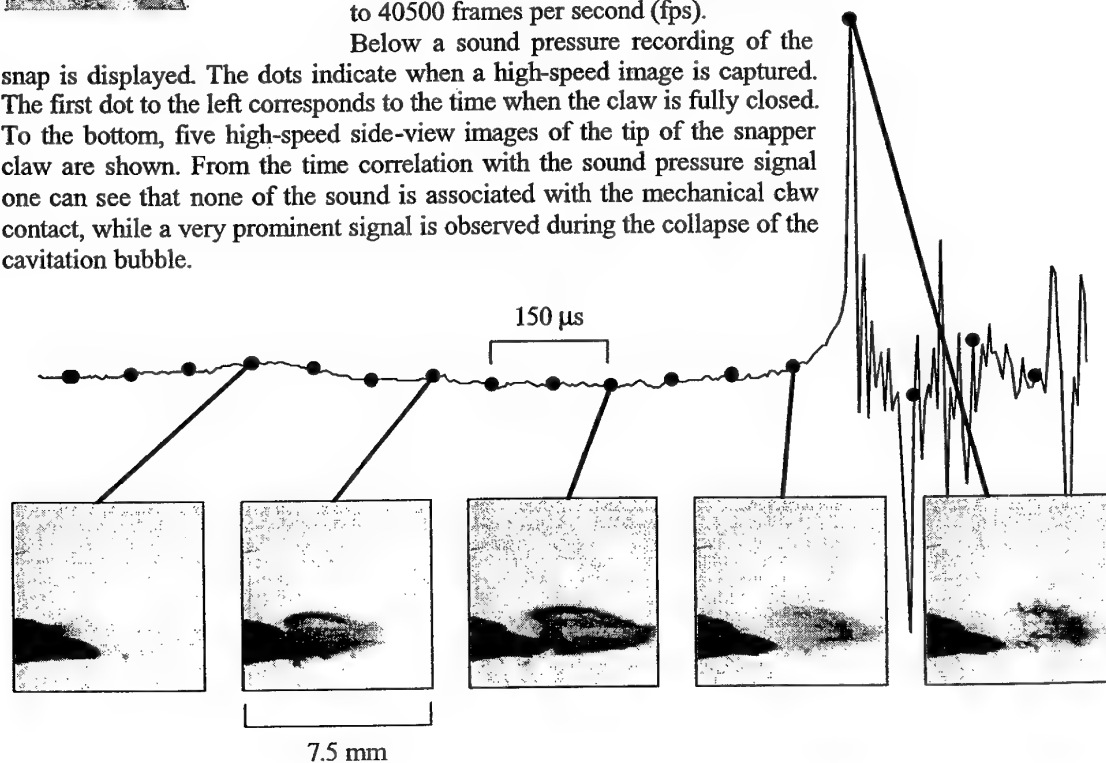 to 40500 frames per second (fps).
Below a sound pressure recording of the
snap is displayed. The dots indicate when a high-speed image is captured.
The first dot to the left corresponds to the time when the claw is fully closed.
To the bottom, five high-speed side-view images of the tip of the snapper
claw are shown. From the time correlation with the sound pressure signal
one can see that none of the sound is associated with the mechanical claw
contact, while a very prominent signal is observed during the collapse of the
cavitation bubble.
150 μs
7.5 mm